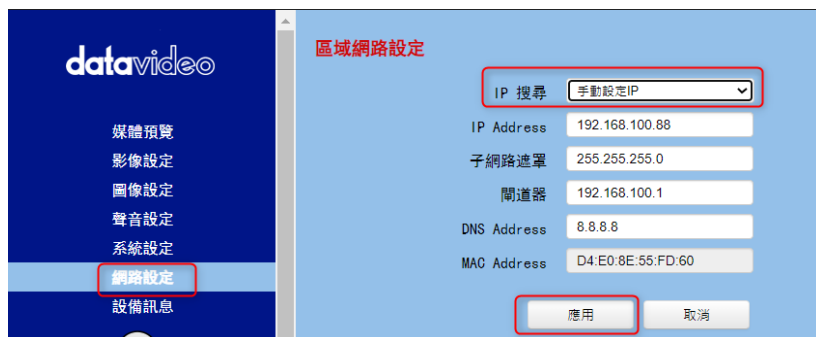 datavideo
媒體預覽
影像設定
圖像設定
聲音設定
系統設定
網路設定
設備訊息
區域網路設定
IP 搜尋 手動設定IP
IP Address 192.168.100.88
子網路遮罩 255.255.255.0
閘道器 192.168.100.1
DNS Address 8.8.8.8
MAC Address D4:E0:8E:55:FD:60
應用 取消